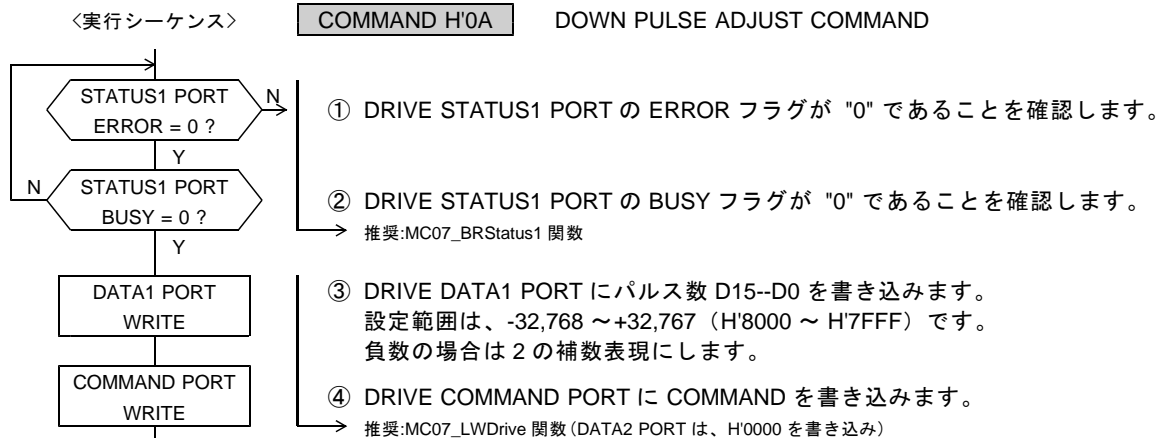 〈実行シーケンス〉 COMMAND H'0A DOWN PULSE ADJUST COMMAND
STATUS1 PORT
ERROR = 0 ?
N
Y
① DRIVE STATUS1 PORT の ERROR フラグが "0" であることを確認します。
N
STATUS1 PORT
BUSY = 0 ?
Y
② DRIVE STATUS1 PORT の BUSY フラグが "0" であることを確認します。
推奨:MC07_BRStatus1 関数
DATA1 PORT
WRITE
③ DRIVE DATA1 PORT にパルス数 D15--D0 を書き込みます。
設定範囲は、-32,768 ～+32,767（H'8000 ～ H'7FFF）です。
負数の場合は 2 の補数表現にします。
COMMAND PORT
WRITE
④ DRIVE COMMAND PORT に COMMAND を書き込みます。
推奨:MC07_LWDrive 関数(DATA2 PORT は、H'0000 を書き込み)